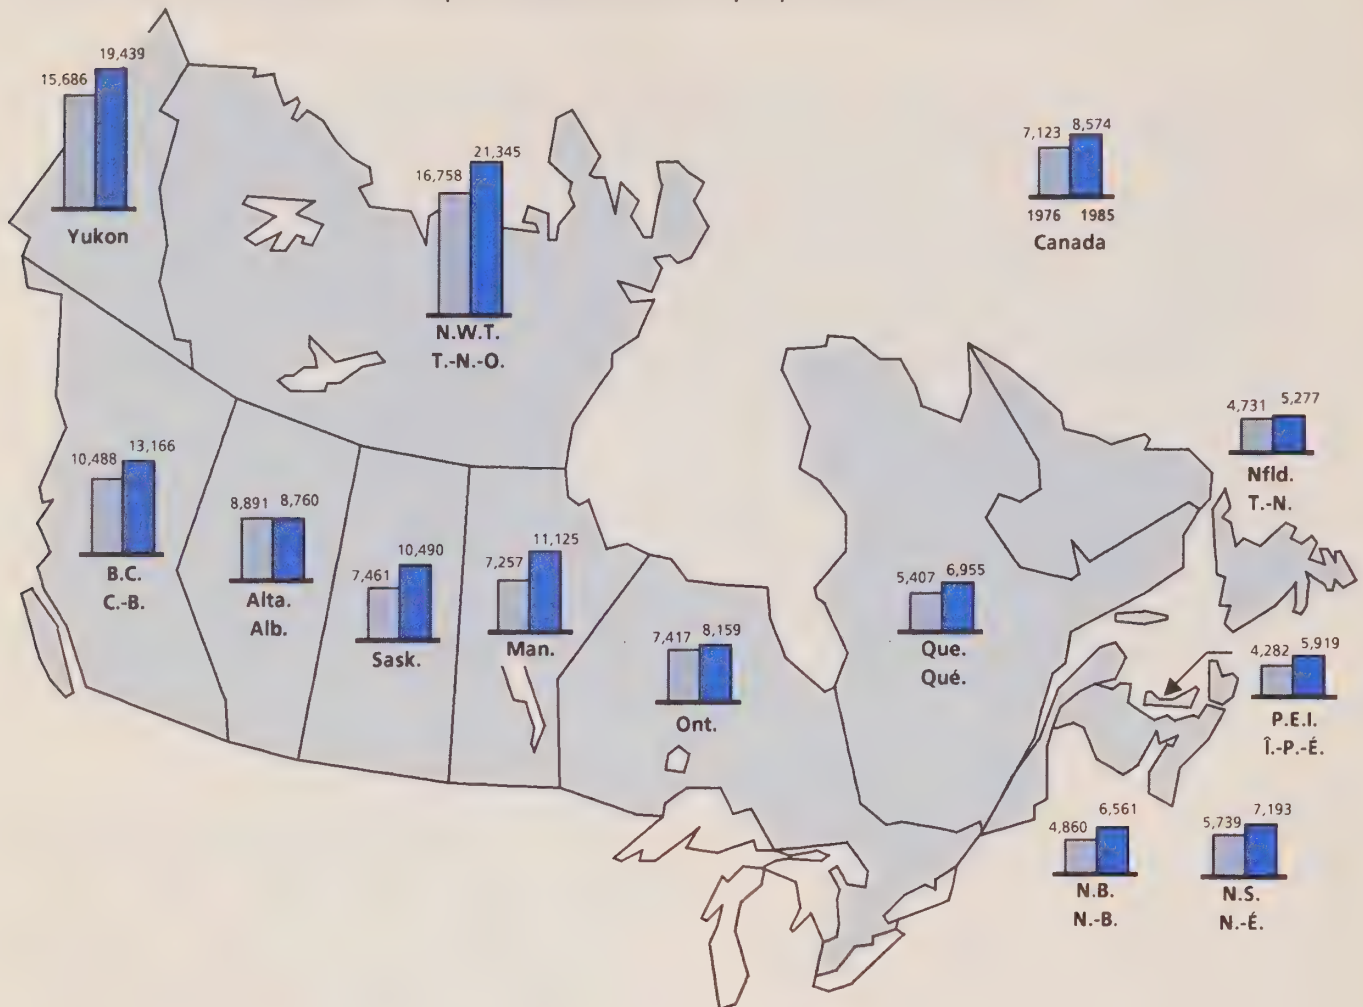 19,439
15,686
Yukon
21,345
16,758
N.W.T.
T.-N.-O.
7,123 8,574
1976 1985
Canada
13,166
10,488
B.C.
C.-B.
8,891 8,760
Alta.
Alb.
10,490
7,461
Sask.
11,125
7,257
Man.
7,417 8,159
Ont.
5,407 6,955
Que.
Qué.
4,731 5,277
Nfld.
T.-N.
4,282 5,919
P.E.I.
Î.-P.-É.
6,561
4,860
N.B.
N.-B.
7,193
5,739
N.S.
N.-É.